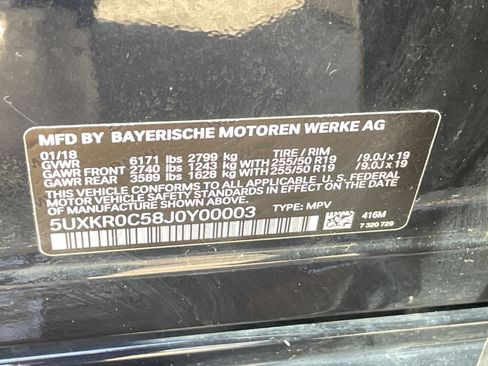 MFD BY BAYERISCHE MOTOREN WERKE AG
01/18 TIRE / RIM
GVWR 6171 lbs 2799 kg
GAWR FRONT 2740 lbs 1243 kg WITH 255/50 R19 /9.0J x 19
GAWR REAR 3589 lbs 1628 kg WITH 255/50 R19 /9.0J x 19
THIS VEHICLE CONFORMS TO ALL APPLICABLE U.S. FEDERAL
MOTOR VEHICLE SAFETY STANDARDS IN EFFECT ON THE
DATE OF MANUFACTURE SHOWN ABOVE.
5UXKR0C58J0Y00003 TYPE: MPV 416M
7 320 729